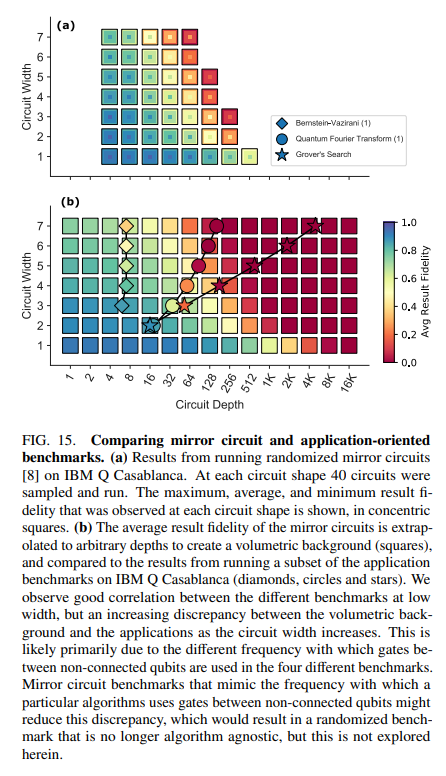 (a)
7
6
5
4
3
2
1
Circuit Width
Bernstein-Vazirani (1)
Quantum Fourier Transform (1)
Grover's Search
(b)
7
6
5
4
3
2
1
Circuit Width
1 2 4 8 16 32 64 128 256 512 1K 2K 4K 8K 16K
Circuit Depth
1.0
0.8
0.6
0.4
0.2
0.0
Avg Result Fidelity
FIG. 15. Comparing mirror circuit and application-oriented
benchmarks. (a) Results from running randomized mirror circuits
[8] on IBM Q Casablanca. At each circuit shape 40 circuits were
sampled and run. The maximum, average, and minimum result fi-
delity that was observed at each circuit shape is shown, in concentric
squares. (b) The average result fidelity of the mirror circuits is extrap-
olated to arbitrary depths to create a volumetric background (squares),
and compared to the results from running a subset of the application
benchmarks on IBM Q Casablanca (diamonds, circles and stars). We
observe good correlation between the different benchmarks at low
width, but an increasing discrepancy between the volumetric back-
ground and the applications as the circuit width increases. This is
likely primarily due to the different frequency with which gates be-
tween non-connected qubits are used in the four different benchmarks.
Mirror circuit benchmarks that mimic the frequency with which a
particular algorithms uses gates between non-connected qubits might
reduce this discrepancy, which would result in a randomized bench-
mark that is no longer algorithm agnostic, but this is not explored
herein.